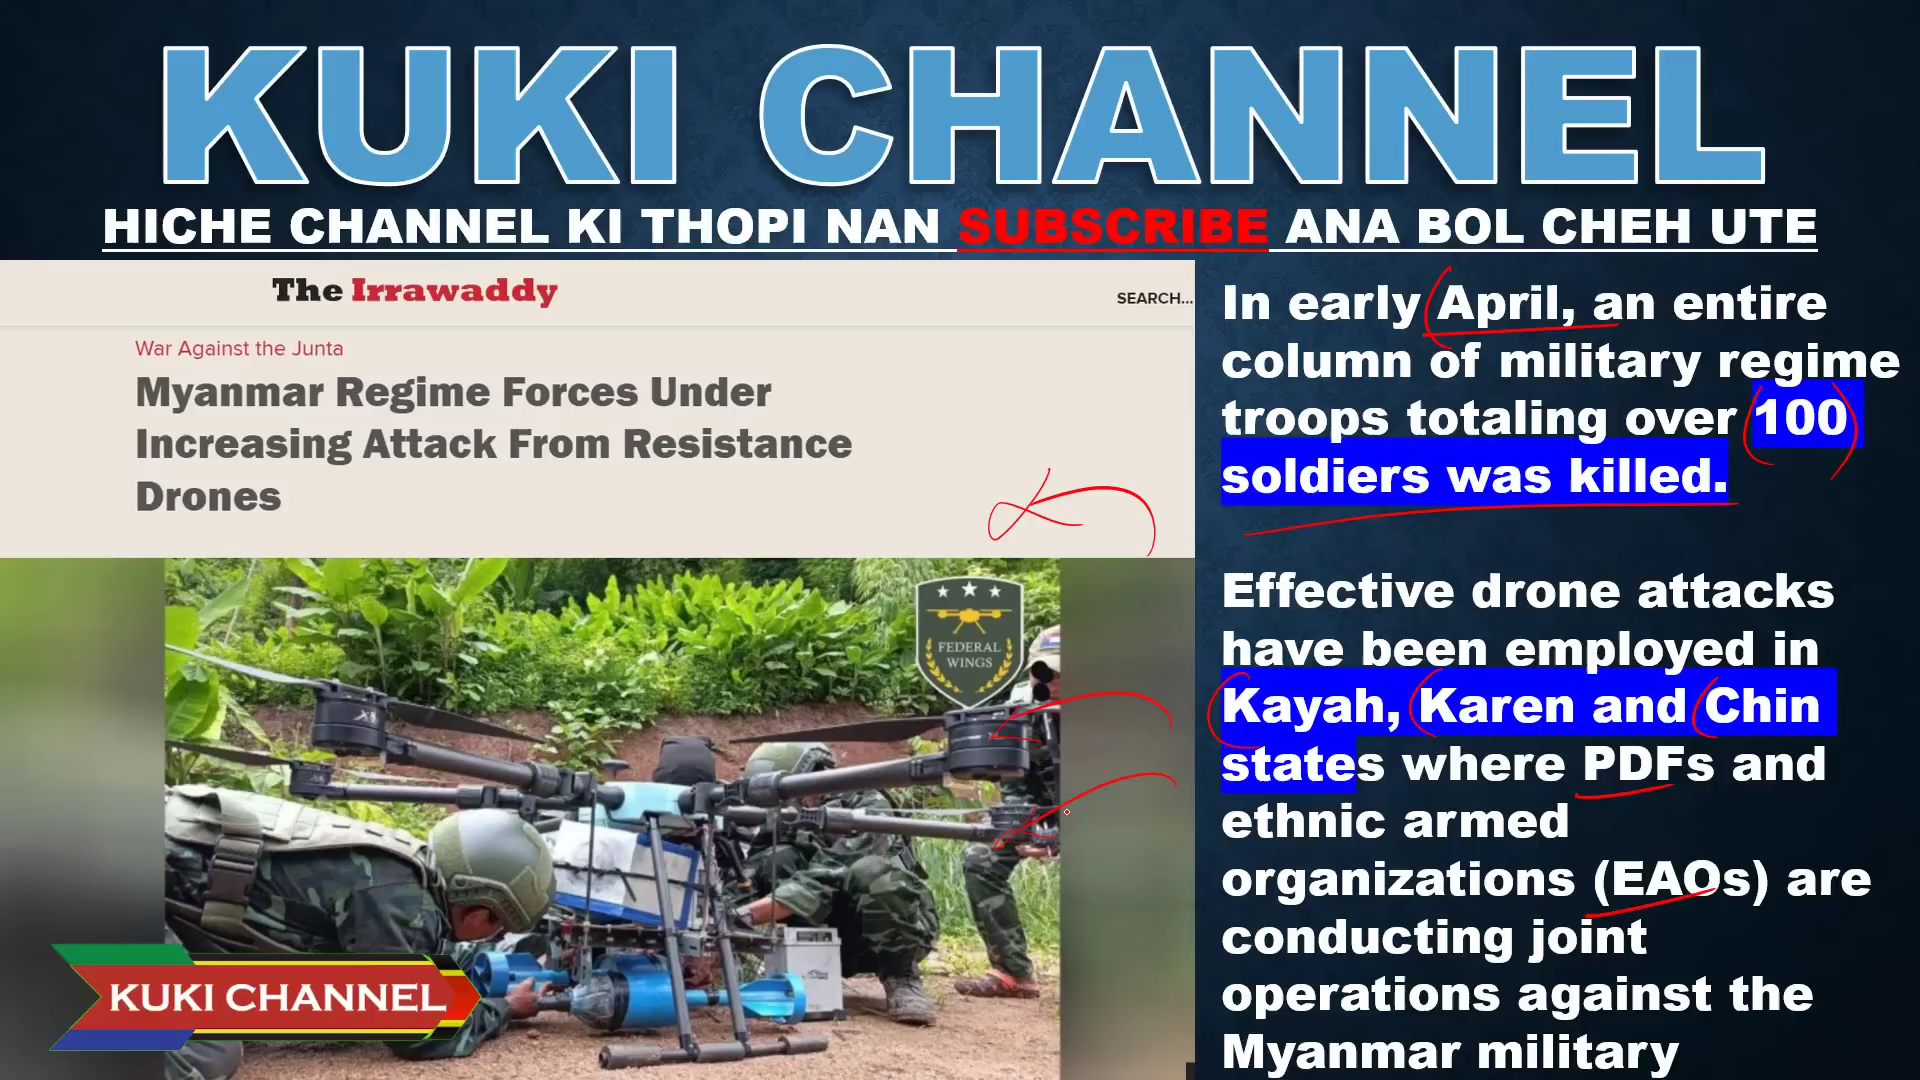 KUKI CHANNEL
HICHE CHANNEL KI THOPI NAN SUBSCRIBE ANA BOL CHEH UTE
The Irrawaddy
SEARCH...
War Against the Junta
Myanmar Regime Forces Under
Increasing Attack From Resistance
Drones
FEDERAL
WINGS
X8
KUKI CHANNEL
In early April, an entire
column of military regime
troops totaling over 100
soldiers was killed.
Effective drone attacks
have been employed in
Kayah, Karen and Chin
states where PDFs and
ethnic armed
organizations (EAOs) are
conducting joint
operations against the
Myanmar military